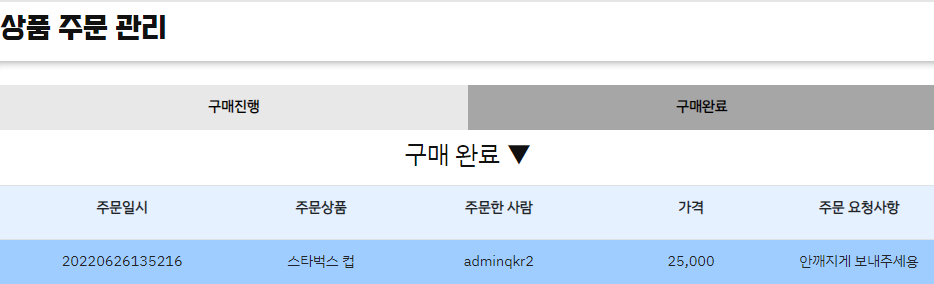 상품 주문 관리
구매진행 구매완료
구매 완료 ▼
주문일시 주문상품 주문한 사람 가격 주문 요청사항
20220626135216 스타벅스 컵 adminqkr2 25,000 안깨지게 보내주세용